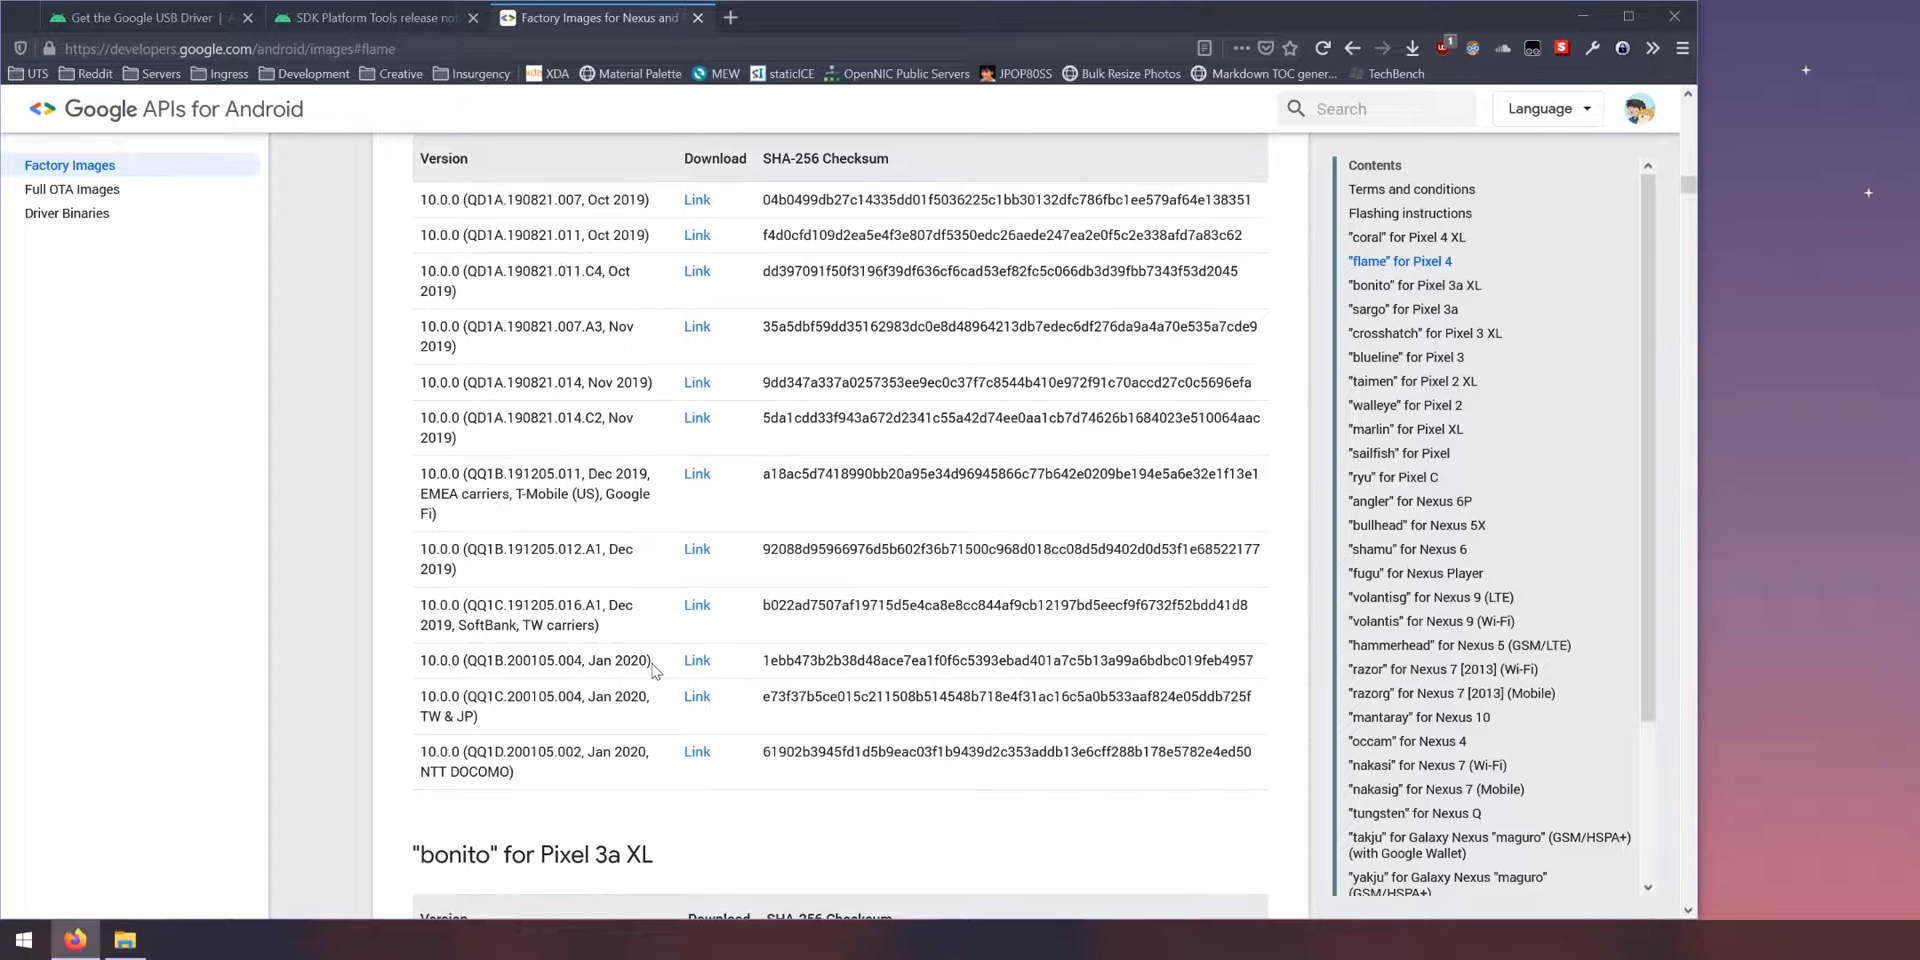 Get the Google USB Driver | A
SDK Platform Tools release no
Factory Images for Nexus and P
https://developers.google.com/android/images#flame
1
UTS
Reddit
Servers
Ingress
Development
Creative
Insurgency
xda XDA
Material Palette
MEW
SI staticICE
OpenNIC Public Servers
JPOP80SS
Bulk Resize Photos
Markdown TOC gener...
TechBench
Google APIs for Android
Search
Language
Factory Images
Full OTA Images
Driver Binaries
Version Download SHA-256 Checksum
10.0.0 (QD1A.190821.007, Oct 2019) Link 04b0499db27c14335dd01f5036225c1bb30132dfc786fbc1ee579af64e138351
10.0.0 (QD1A.190821.011, Oct 2019) Link f4d0cfd109d2ea5e4f3e807df5350edc26aede247ea2e0f5c2e338afd7a83c62
10.0.0 (QD1A.190821.011.C4, Oct Link dd397091f50f3196f39df636cf6cad53ef82fc5c066db3d39fbb7343f53d2045
2019)
10.0.0 (QD1A.190821.007.A3, Nov Link 35a5dbf59dd35162983dc0e8d48964213db7edec6df276da9a4a70e535a7cde9
2019)
10.0.0 (QD1A.190821.014, Nov 2019) Link 9dd347a337a0257353ee9ec0c37f7c8544b410e972f91c70accd27c0c5696efa
10.0.0 (QD1A.190821.014.C2, Nov Link 5da1cdd33f943a672d2341c55a42d74ee0aa1cb7d74626b1684023e510064aac
2019)
10.0.0 (QQ1B.191205.011, Dec 2019, Link a18ac5d7418990bb20a95e34d96945866c77b642e0209be194e5a6e32e1f13e1
EMEA carriers, T-Mobile (US), Google
Fi)
10.0.0 (QQ1B.191205.012.A1, Dec Link 92088d95966976d5b602f36b71500c968d018cc08d5d9402d0d53f1e68522177
2019)
10.0.0 (QQ1C.191205.016.A1, Dec Link b022ad7507af19715d5e4ca8e8cc844af9cb12197bd5eecf9f6732f52bdd41d8
2019, SoftBank, TW carriers)
10.0.0 (QQ1B.200105.004, Jan 2020) Link 1ebb473b2b38d48ace7ea1f0f6c5393ebad401a7c5b13a99a6bdbc019feb4957
10.0.0 (QQ1C.200105.004, Jan 2020, Link e73f37b5ce015c211508b514548b718e4f31ac16c5a0b533aaf824e05ddb725f
TW & JP)
10.0.0 (QQ1D.200105.002, Jan 2020, Link 61902b3945fd1d5b9eac03f1b9439d2c353addb13e6cff288b178e5782e4ed50
NTT DOCOMO)
"bonito" for Pixel 3a XL
Version Download SHA-256 Checksum
Contents
Terms and conditions
Flashing instructions
"coral" for Pixel 4 XL
"flame" for Pixel 4
"bonito" for Pixel 3a XL
"sargo" for Pixel 3a
"crosshatch" for Pixel 3 XL
"blueline" for Pixel 3
"taimen" for Pixel 2 XL
"walleye" for Pixel 2
"marlin" for Pixel XL
"sailfish" for Pixel
"ryu" for Pixel C
"angler" for Nexus 6P
"bullhead" for Nexus 5X
"shamu" for Nexus 6
"fugu" for Nexus Player
"volantisg" for Nexus 9 (LTE)
"volantis" for Nexus 9 (Wi-Fi)
"hammerhead" for Nexus 5 (GSM/LTE)
"razor" for Nexus 7 [2013] (Wi-Fi)
"razorg" for Nexus 7 [2013] (Mobile)
"mantaray" for Nexus 10
"occam" for Nexus 4
"nakasi" for Nexus 7 (Wi-Fi)
"nakasig" for Nexus 7 (Mobile)
"tungsten" for Nexus Q
"takju" for Galaxy Nexus "maguro" (GSM/HSPA+)
(with Google Wallet)
"yakju" for Galaxy Nexus "maguro"
(GSM/HSPA+)